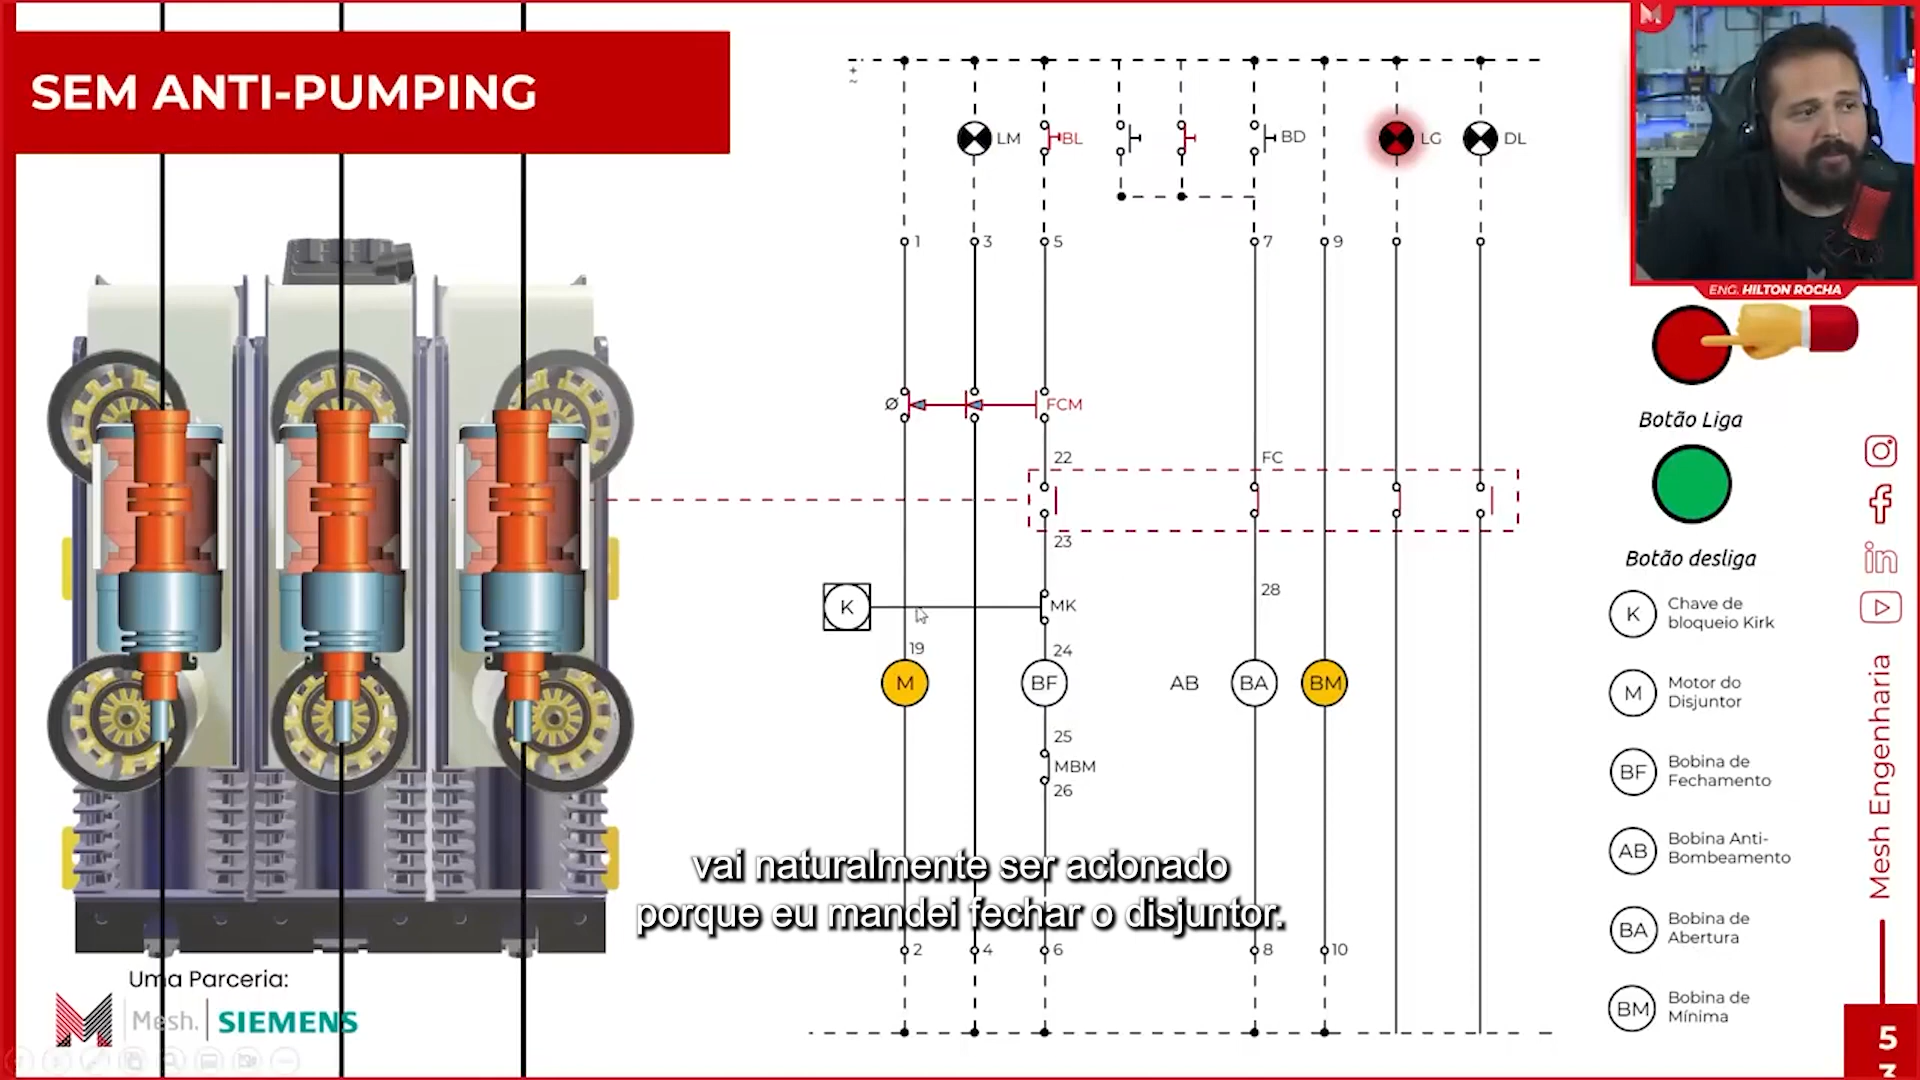 SEM ANTI-PUMPING
+
~
LM
BL
BD
LG
DL
1
3
5
7
9
Ø
FCM
22
FC
23
K
MK
28
19
24
M
BF
AB
BA
BM
25
MBM
26
vai naturalmente ser acionado
porque eu mandei fechar o disjuntor.
2
4
6
8
10
Uma Parceria:
Mesh.
SIEMENS
ENG. HILTON ROCHA
Botão Liga
Botão desliga
K
Chave de
bloqueio Kirk
M
Motor do
Disjuntor
BF
Bobina de
Fechamento
AB
Bobina Anti-
Bombeamento
BA
Bobina de
Abertura
BM
Bobina de
Mínima
Mesh Engenharia
5